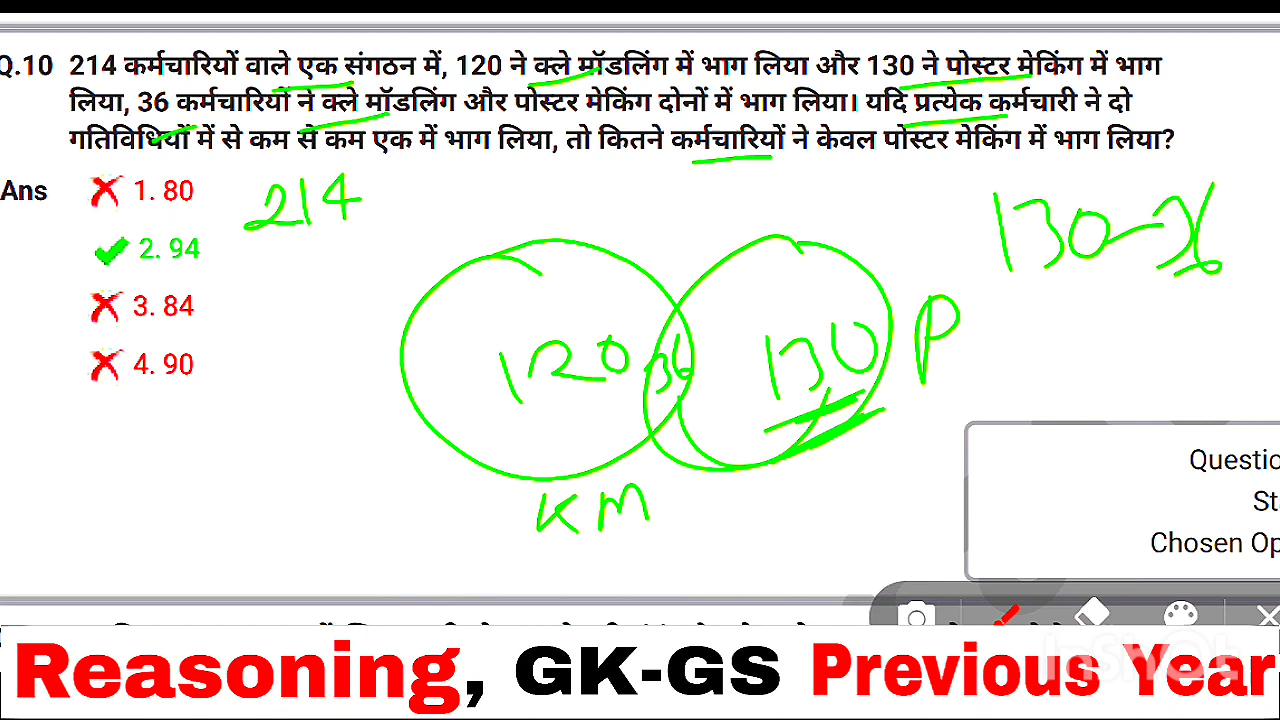 Q.10 214 कर्मचारियों वाले एक संगठन में, 120 ने क्ले मॉडलिंग में भाग लिया और 130 ने पोस्टर मेकिंग में भाग
लिया, 36 कर्मचारियों ने क्ले मॉडलिंग और पोस्टर मेकिंग दोनों में भाग लिया। यदि प्रत्येक कर्मचारी ने दो
गतिविधियों में से कम से कम एक में भाग लिया, तो कितने कर्मचारियों ने केवल पोस्टर मेकिंग में भाग लिया?
Ans 1. 80
2. 94
3. 84
4. 90
214
130-36
120 36 130 P
KM
Questio
St
Chosen Op
InShOt
Reasoning, GK-GS Previous Year